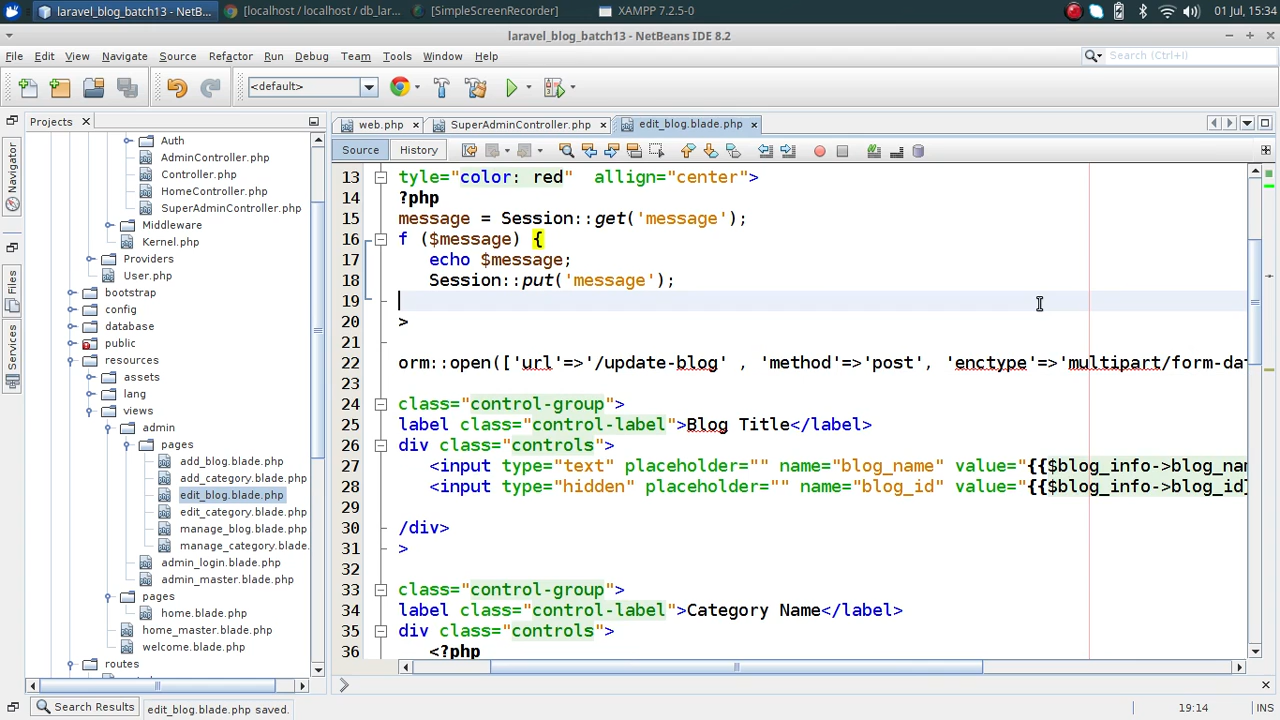 laravel_blog_batch13 - NetB...
[localhost / localhost / db_lar...
[SimpleScreenRecorder]
XAMPP 7.2.5-0
01 Jul, 15:34
laravel_blog_batch13 - NetBeans IDE 8.2
File Edit View Navigate Source Refactor Run Debug Team Tools Window Help
Search (Ctrl+I)
<default>
Projects
web.php SuperAdminController.php edit_blog.blade.php
Source History
Navigator
Files
Services
Auth
AdminController.php
Controller.php
HomeController.php
SuperAdminController.php
Middleware
Kernel.php
Providers
User.php
bootstrap
config
database
public
resources
assets
lang
views
admin
pages
add_blog.blade.php
add_category.blade.php
edit_blog.blade.php
edit_category.blade.php
manage_blog.blade.php
manage_category.blade.
admin_login.blade.php
admin_master.blade.php
pages
home.blade.php
home_master.blade.php
welcome.blade.php
routes
13 tyle="color: red"  allign="center">
14 ?php
15 message = Session::get('message');
16 f ($message) {
17 echo $message;
18 Session::put('message');
19
20 >
21
22 orm::open(['url'=>'/update-blog' , 'method'=>'post', 'enctype'=>'multipart/form-dat
23
24 class="control-group">
25 label class="control-label">Blog Title</label>
26 div class="controls">
27 <input type="text" placeholder="" name="blog_name" value="{{$blog_info->blog_nam
28 <input type="hidden" placeholder="" name="blog_id" value="{{$blog_info->blog_id}
29
30 /div>
31 >
32
33 class="control-group">
34 label class="control-label">Category Name</label>
35 div class="controls">
36 <?php
Search Results
edit_blog.blade.php saved.
19:14
INS